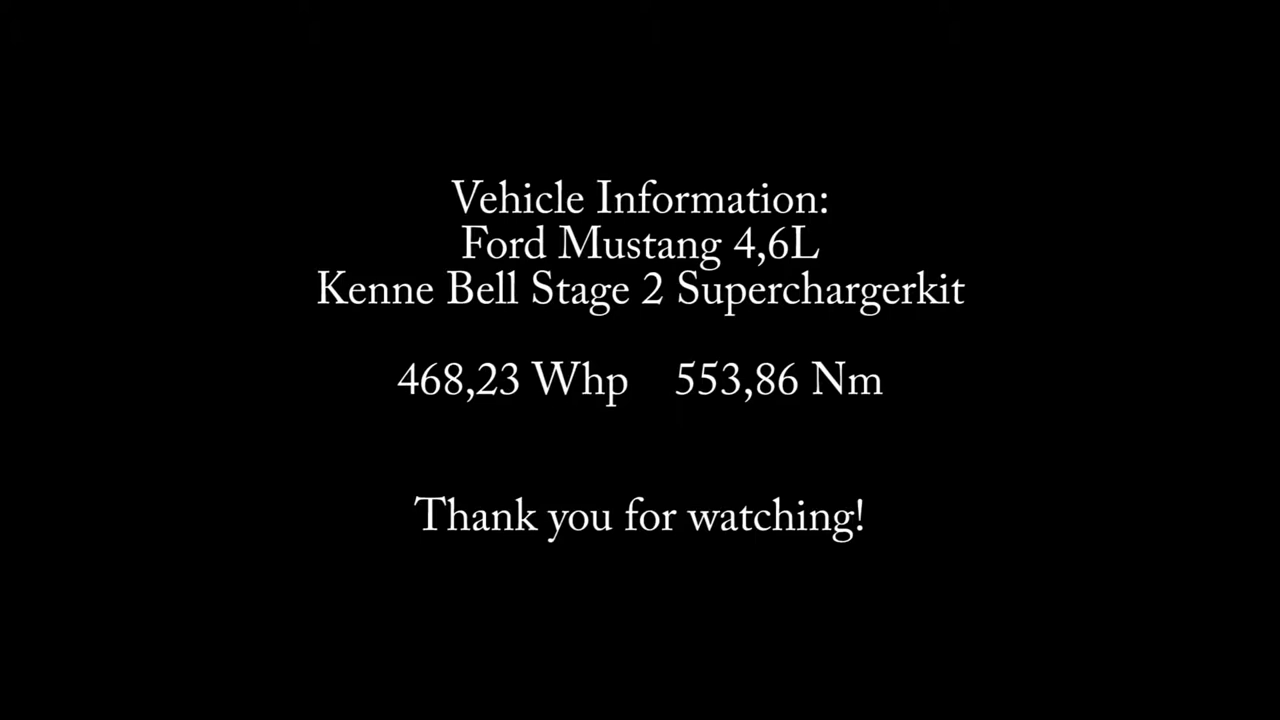 Vehicle Information:
Ford Mustang 4,6L
Kenne Bell Stage 2 Superchargerkit
468,23 Whp 553,86 Nm
Thank you for watching!